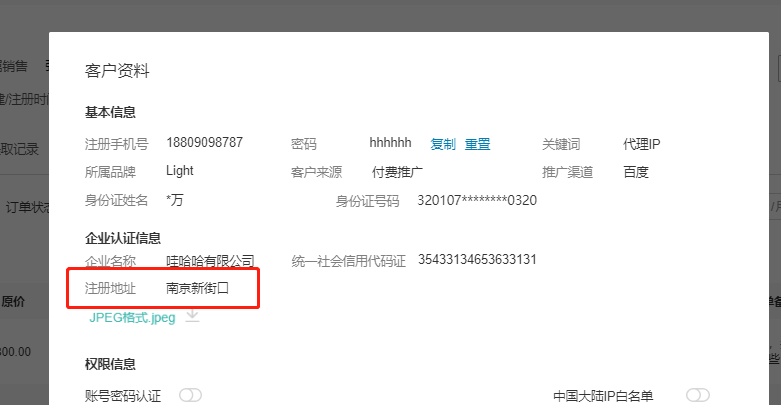 属销售
客户资料
建/注册时间
基本信息
注册手机号 18809098787 密码 hhhhhh 复制 重置 关键词 代理IP
取记录
所属品牌 Light 客户来源 付费推广 推广渠道 百度
身份证姓名 *万 身份证号码 320107********0320
订单状态
企业认证信息
企业名称 哇哈哈有限公司 统一社会信用代码证 35433134653633131
注册地址 南京新街口
原价
JPEG格式.jpeg
00.00
权限信息
账号密码认证 中国大陆IP白名单